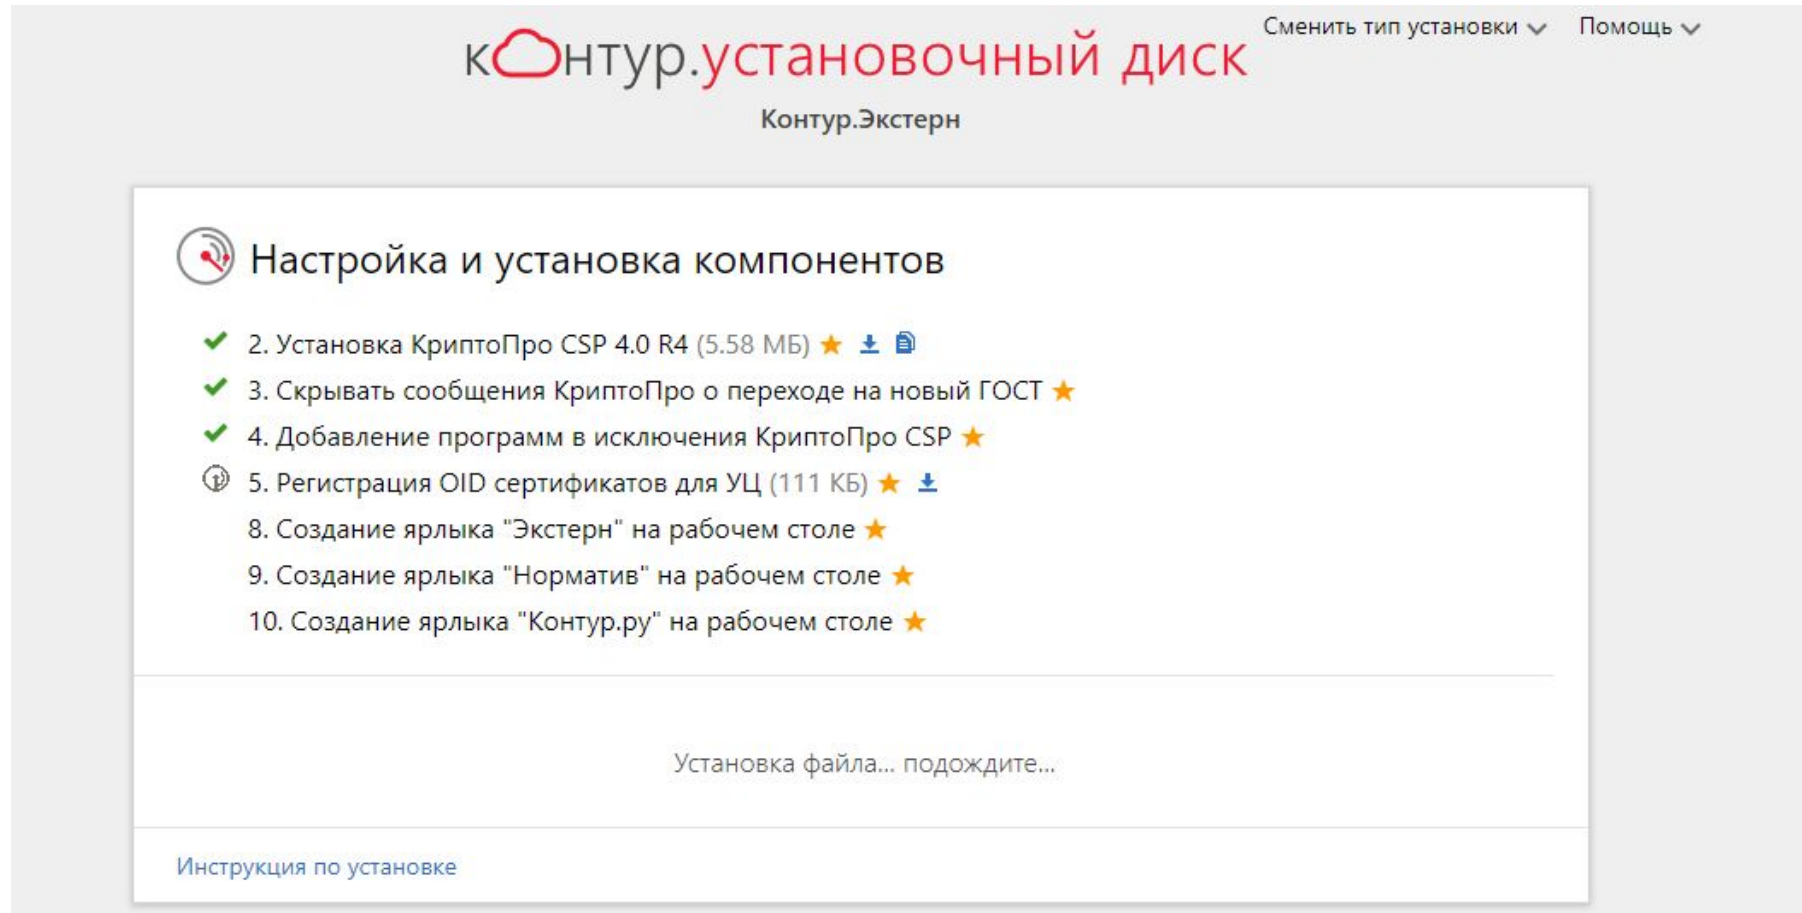 Сменить тип установки
Помощь
контур.установочный диск
Контур.Экстерн
Настройка и установка компонентов
2. Установка КриптоПро CSP 4.0 R4 (5.58 МБ)
3. Скрывать сообщения КриптоПро о переходе на новый ГОСТ
4. Добавление программ в исключения КриптоПро CSP
5. Регистрация OID сертификатов для УЦ (111 КБ)
8. Создание ярлыка "Экстерн" на рабочем столе
9. Создание ярлыка "Норматив" на рабочем столе
10. Создание ярлыка "Контур.ру" на рабочем столе
Установка файла... подождите...
Инструкция по установке